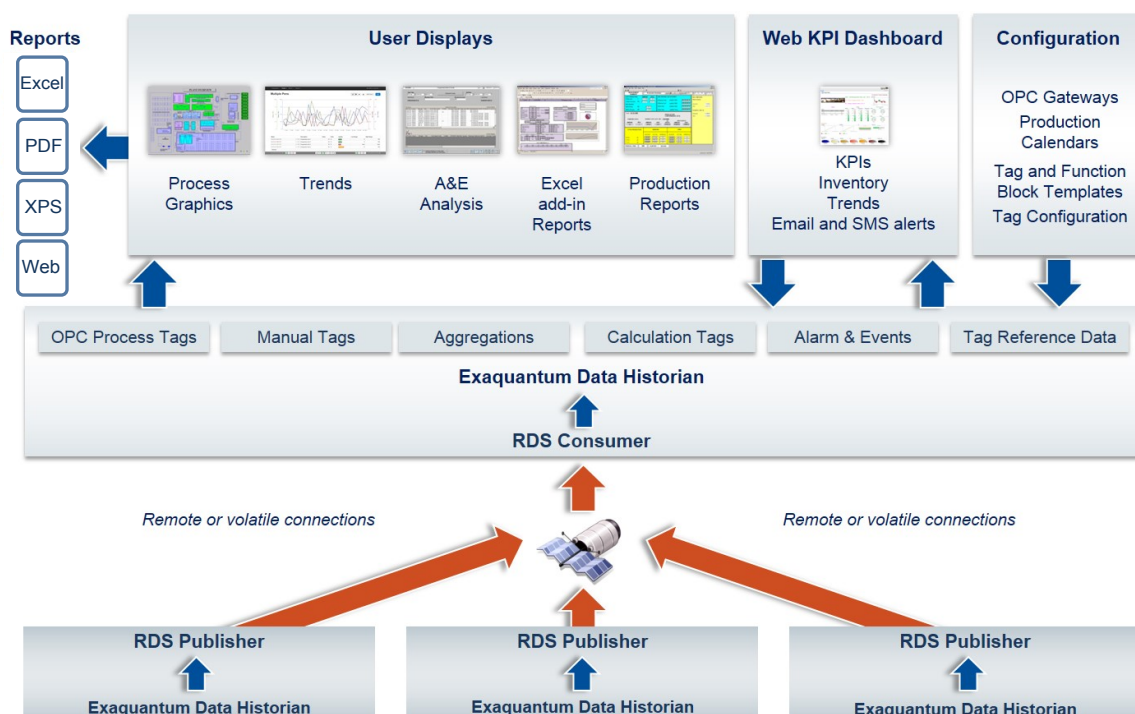 Reports
Excel
PDF
XPS
Web
User Displays
Process
Graphics
Trends
A&E
Analysis
Excel
add-in
Reports
Production
Reports
Web KPI Dashboard
KPIs
Inventory
Trends
Email and SMS alerts
Configuration
OPC Gateways
Production
Calendars
Tag and Function
Block Templates
Tag Configuration
OPC Process Tags
Manual Tags
Aggregations
Calculation Tags
Alarm & Events
Tag Reference Data
Exaquantum Data Historian
RDS Consumer
Remote or volatile connections
Remote or volatile connections
RDS Publisher
Exaquantum Data Historian
RDS Publisher
Exaquantum Data Historian
RDS Publisher
Exaquantum Data Historian